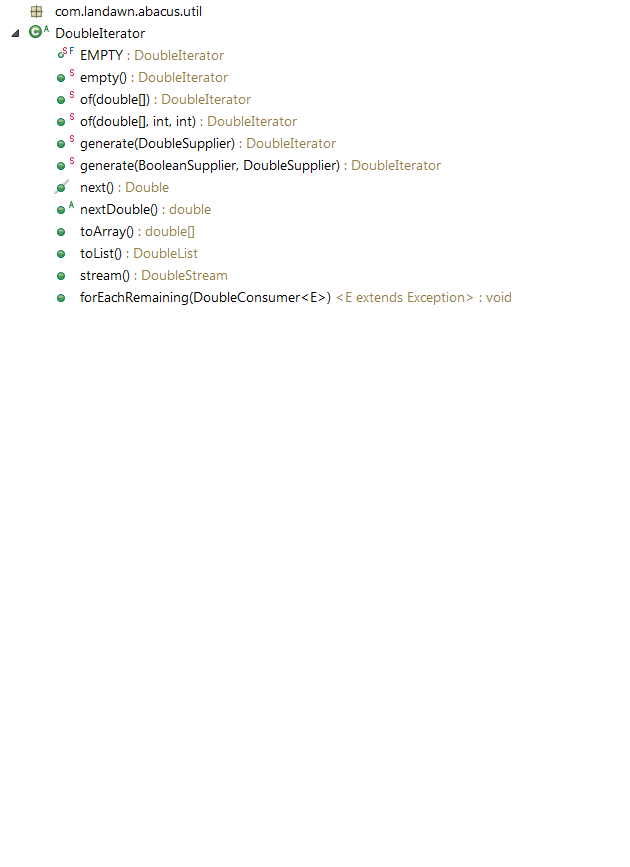 com.landawn.abacus.util
C A DoubleIterator
S F EMPTY : DoubleIterator
S empty() : DoubleIterator
S of(double[]) : DoubleIterator
S of(double[], int, int) : DoubleIterator
S generate(DoubleSupplier) : DoubleIterator
S generate(BooleanSupplier, DoubleSupplier) : DoubleIterator
next() : Double
A nextDouble() : double
toArray() : double[]
toList() : DoubleList
stream() : DoubleStream
forEachRemaining(DoubleConsumer<E>) <E extends Exception> : void